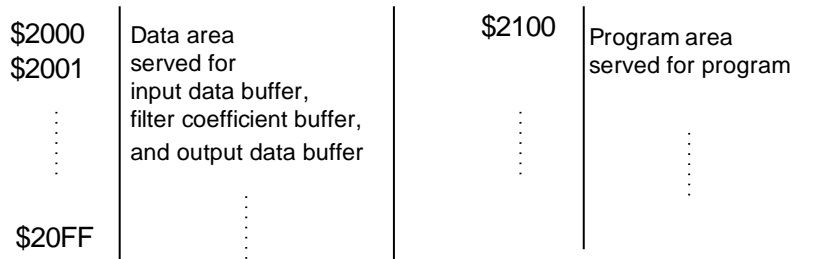 $2000
$2001
$20FF
Data area
served for
input data buffer,
filter coefficient buffer,
and output data buffer
$2100
Program area
served for program